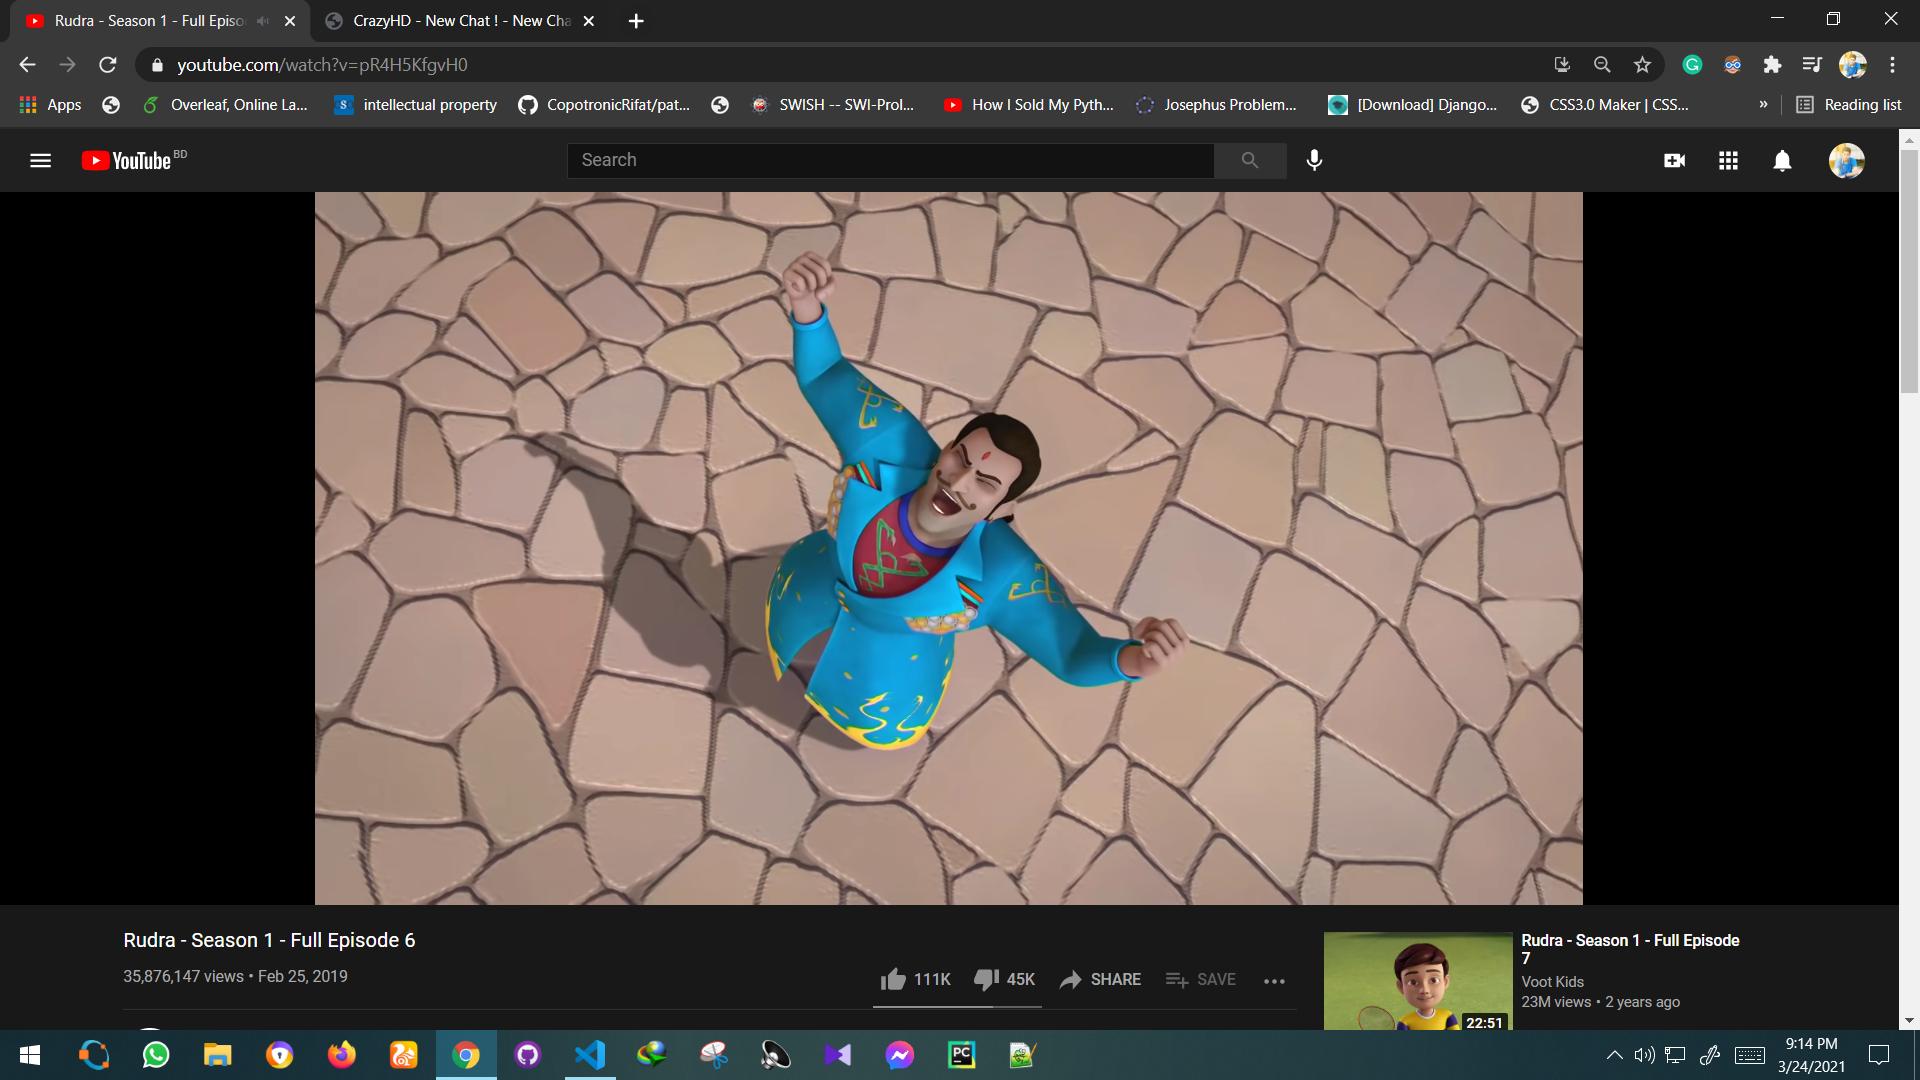 Rudra - Season 1 - Full Episo
CrazyHD - New Chat ! - New Cha
youtube.com/watch?v=pR4H5KfgvH0
Apps
Overleaf, Online La...
S
intellectual property
CopotronicRifat/pat...
SWISH -- SWI-Prol...
How I Sold My Pyth...
Josephus Problem...
[Download] Django...
CSS3.0 Maker | CSS...
»
Reading list
YouTube BD
Search
Rudra - Season 1 - Full Episode 6
35,876,147 views • Feb 25, 2019
111K
45K
SHARE
SAVE
22:51
Rudra - Season 1 - Full Episode
7
Voot Kids
23M views • 2 years ago
PC
9:14 PM
3/24/2021